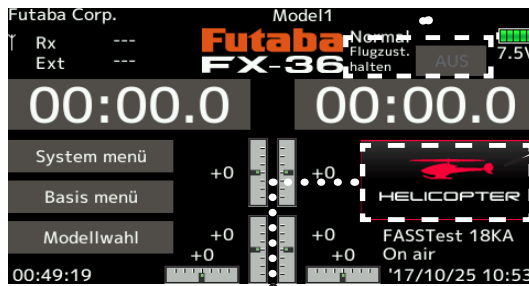 Futaba Corp.
Model1
Rx ---
Ext ---
Futaba
FX-36
Normal
Flugzust.
halten
AUS
7.5V
00:00.0
00:00.0
System menü
Basis menü
Modellwahl
+0
+0
HELICOPTER
+0
+0
+0
+0
FASSTest 18KA
On air
00:49:19
'17/10/25 10:53